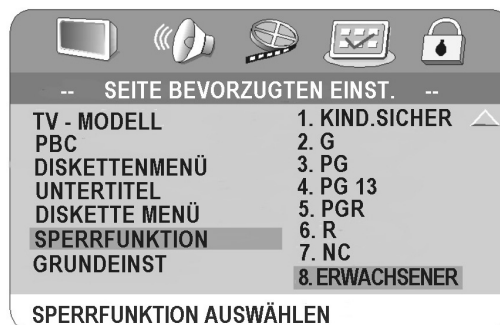 -- SEITE BEVORZUGTEN EINST. --
TV - MODELL
PBC
DISKETTENMENÜ
UNTERTITEL
DISKETTE MENÜ
SPERRFUNKTION
GRUNDEINST
1. KIND.SICHER
2. G
3. PG
4. PG 13
5. PGR
6. R
7. NC
8. ERWACHSENER
SPERRFUNKTION AUSWÄHLEN